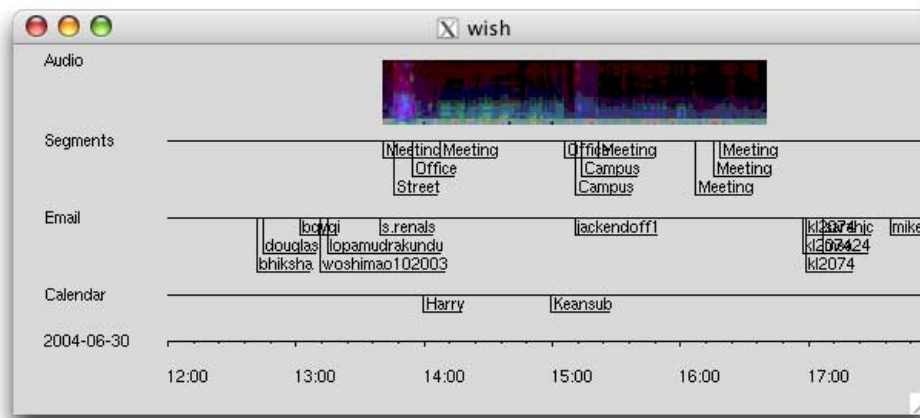 wish
Audio
Segments
Meeting Meeting Office Meeting Meeting
Office Campus Meeting
Street Campus Meeting
Email
s.renals jackendoff1 kl2074 mike
douglas lopamudrakundu
bhiksha woshimao102003 kl2074
Calendar
Harry Keansub
2004-06-30
12:00 13:00 14:00 15:00 16:00 17:00